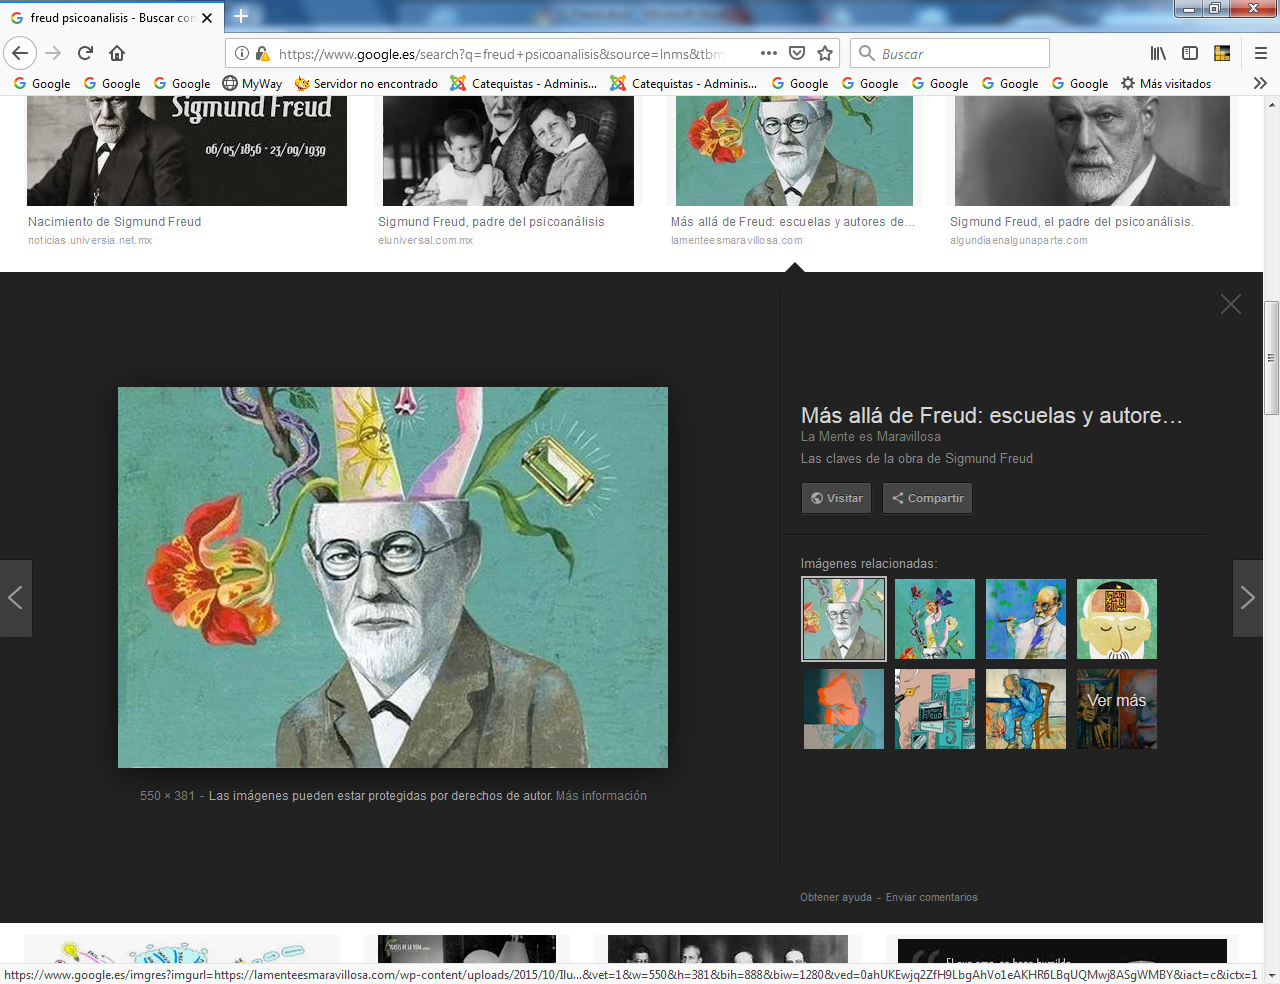 freud psicoanalisis - Buscar con
https://www.google.es/search?q=freud+psicoanalisis&source=lnms&tbm
Buscar
Google
Google
Google
MyWay
Servidor no encontrado
Catequistas - Adminis...
Catequistas - Adminis...
Google
Google
Google
Google
Google
Más visitados
Sigmund Freud
06/05/1856 - 23/09/1939
Nacimiento de Sigmund Freud
noticias.universia.net.mx
Sigmund Freud, padre del psicoanálisis
eluniversal.com.mx
Más allá de Freud: escuelas y autores de...
lamenteesmaravillosa.com
Sigmund Freud, el padre del psicoanálisis.
algundiaenalgunaparte.com
Más allá de Freud: escuelas y autore...
La Mente es Maravillosa
Las claves de la obra de Sigmund Freud
Visitar
Compartir
Imágenes relacionadas:
SIGMUND
FREUD
5
Ver más
550 × 381 - Las imágenes pueden estar protegidas por derechos de autor. Más información
Obtener ayuda - Enviar comentarios
https://www.google.es/imgres?imgurl=https://lamenteesmaravillosa.com/wp-content/uploads/2015/10/Ilu...&vet=1&w=550&h=381&bih=888&biw=1280&ved=0ahUKEwjq2ZfH9LbgAhVo1eAKHR6LBqUQMwj8ASgWMBY&iact=c&ictx=1